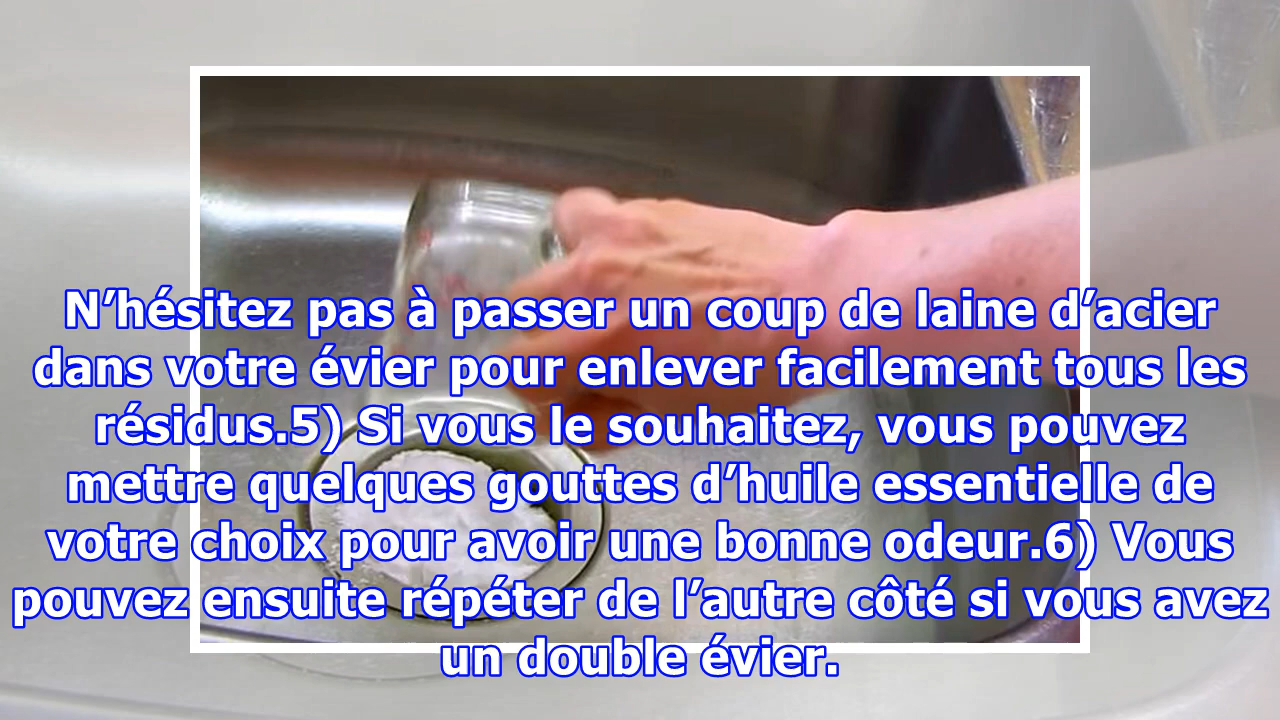 N’hésitez pas à passer un coup de laine d’acier
dans votre évier pour enlever facilement tous les
résidus.5) Si vous le souhaitez, vous pouvez
mettre quelques gouttes d’huile essentielle de
votre choix pour avoir une bonne odeur.6) Vous
pouvez ensuite répéter de l’autre côté si vous avez
un double évier.